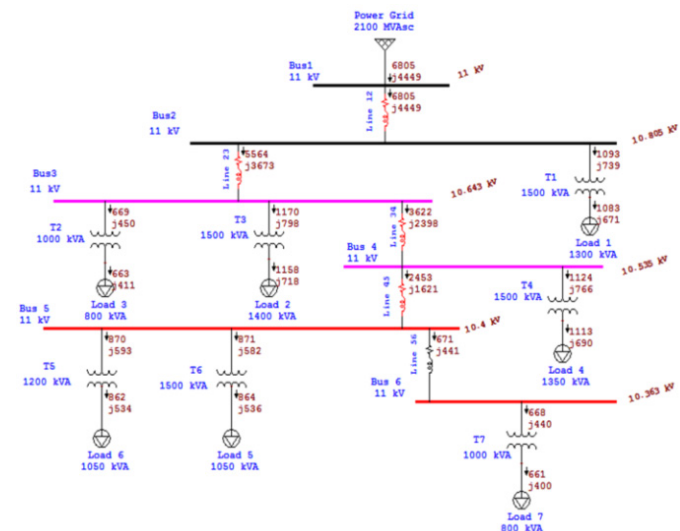 Power Grid
2100 MVAsc
Bus1
11 kV
6805
j4449
11 kV
Line 12
6805
j4449
Bus2
11 kV
10.805 kV
Line 23
5564
j3673
1093
j739
T1
1500 kVA
1083
j671
Load 1
1300 kVA
Bus3
11 kV
10.643 kV
669
j450
T2
1000 kVA
663
j411
Load 3
800 kVA
1170
j798
T3
1500 kVA
1158
j718
Load 2
1400 kVA
Line 34
3622
j2398
Bus 4
11 kV
10.535 kV
Line 45
2453
j1621
1124
j766
T4
1500 kVA
1113
j690
Load 4
1350 kVA
Bus 5
11 kV
10.4 kV
870
j593
T5
1200 kVA
862
j534
Load 6
1050 kVA
871
j582
T6
1500 kVA
864
j536
Load 5
1050 kVA
Line 56
671
j441
Bus 6
11 kV
10.363 kV
668
j440
T7
1000 kVA
661
j400
Load 7
800 kVA